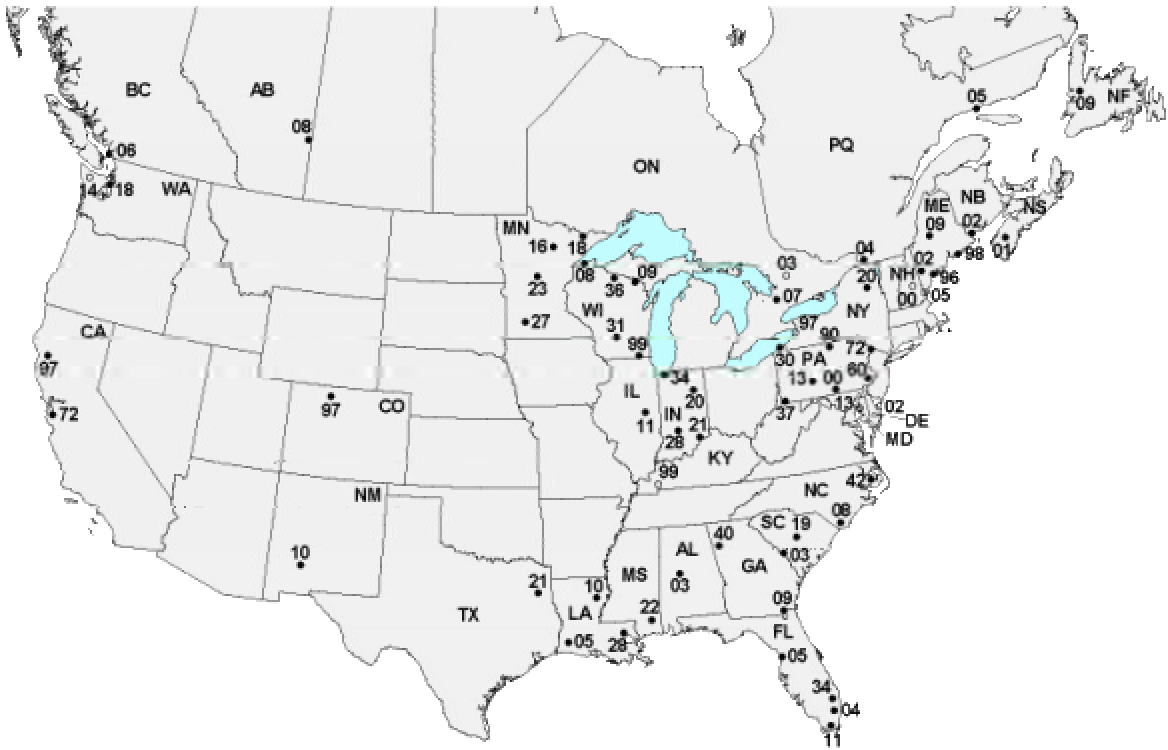 BC
AB
05
09 NF
08
06
PQ
ON
14 18 WA
ME NB
NS
09
02
MN
16 18
04
98 01
03
02
08
09
NH
96
23
36
07
20
00 05
WI
NY
27
31
97
CA
90
99
72
97
30 PA
34
13 00 60
IL
20
CO
97
IN
37
13 02
72
11
21
DE
28
MD
KY
99
42
NM
NC
08
SC 19
40
AL
03
10
GA
MS
03
21
10
TX
LA
22
09
FL
05 28
05
34
04
11